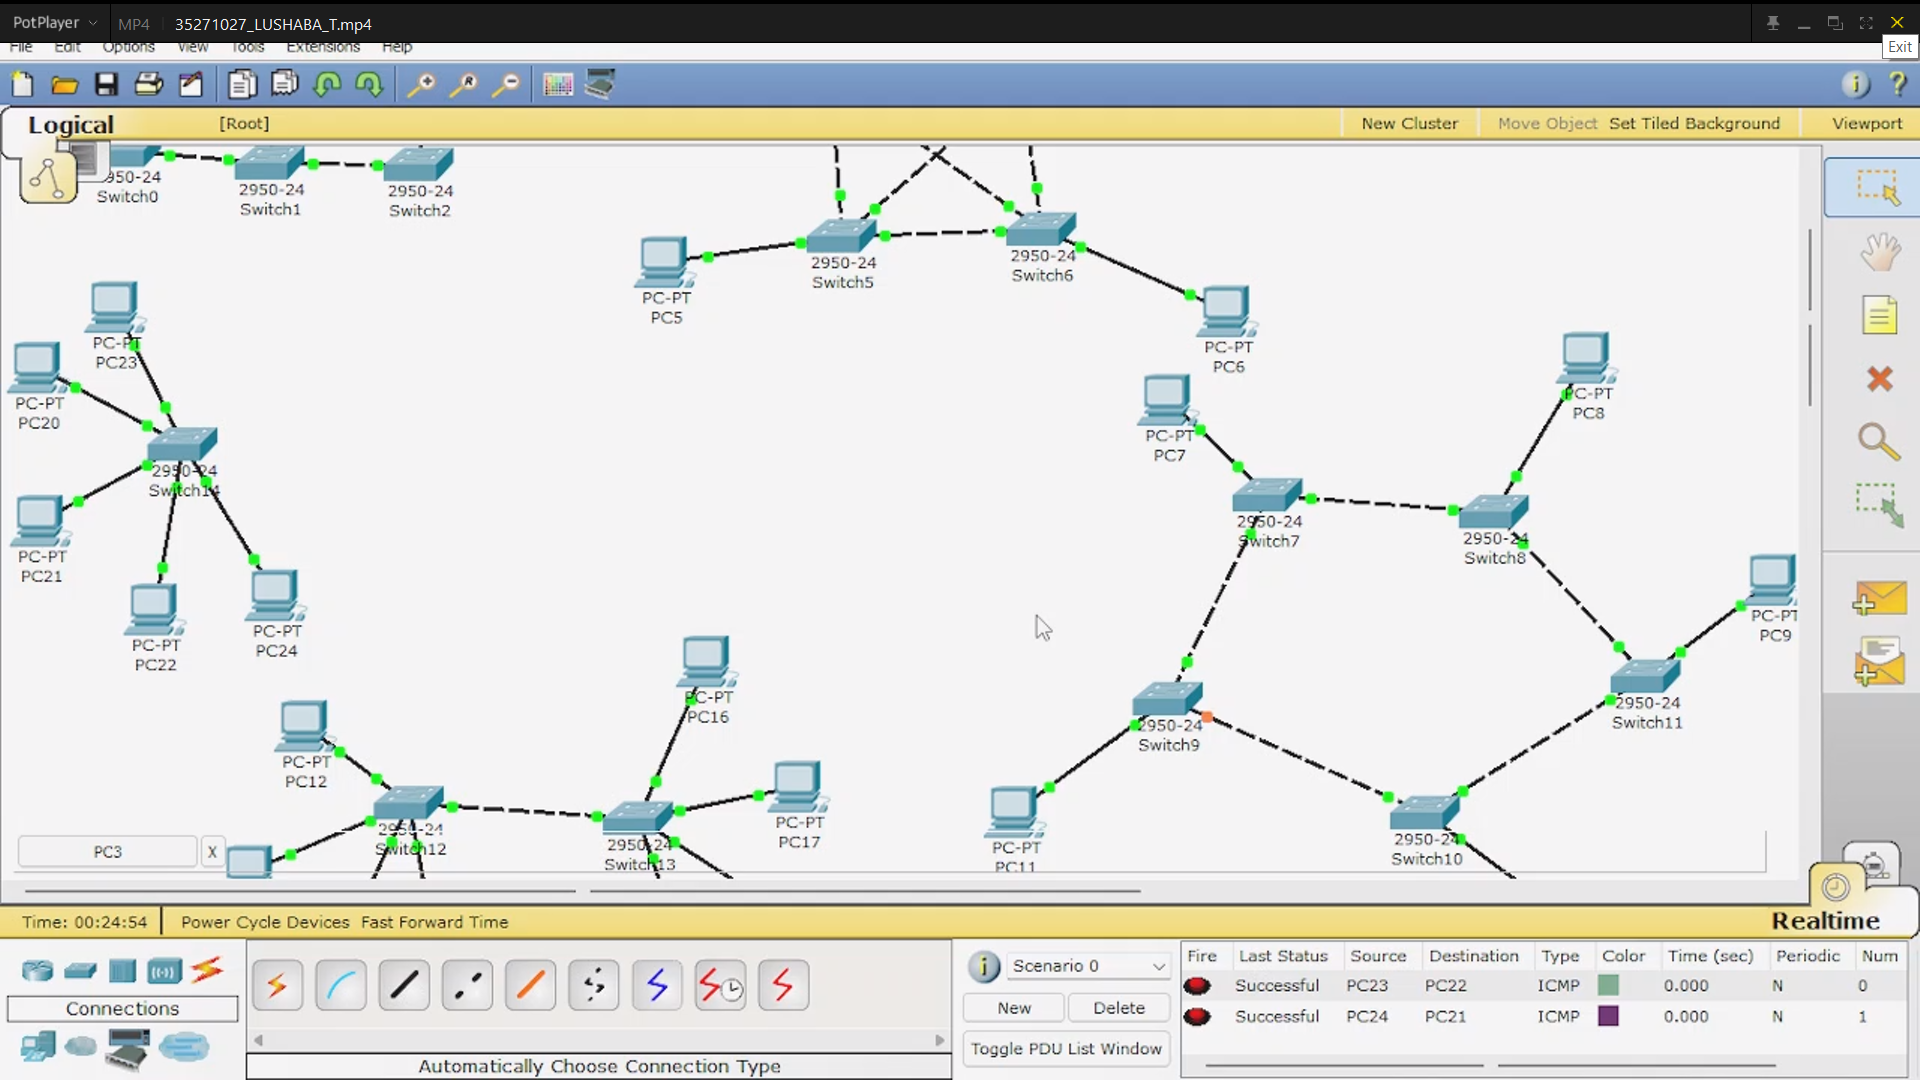 PotPlayer
MP4
35271027_LUSHABA_T.mp4
Exit
File Edit Options View Tools Extensions Help
Logical
[Root]
New Cluster
Move Object
Set Tiled Background
Viewport
950-24
Switch0
2950-24
Switch1
2950-24
Switch2
2950-24
Switch5
2950-24
Switch6
PC-PT
PC5
PC-PT
PC6
PC-PT
PC23
PC-PT
PC20
2950-24
Switch14
PC-PT
PC21
PC-PT
PC22
PC-PT
PC24
PC-PT
PC7
PC-PT
PC8
2950-24
Switch7
2950-24
Switch8
PC-PT
PC9
2950-24
Switch11
2950-24
Switch9
PC-PT
PC16
PC-PT
PC12
PC-PT
PC17
2950-24
Switch12
2950-24
Switch13
PC-PT
PC11
2950-24
Switch10
PC3
X
Time: 00:24:54
Power Cycle Devices Fast Forward Time
Realtime
Connections
Automatically Choose Connection Type
Scenario 0
New
Delete
Toggle PDU List Window
Fire Last Status Source Destination Type Color Time (sec) Periodic Num
Successful PC23 PC22 ICMP 0.000 N 0
Successful PC24 PC21 ICMP 0.000 N 1